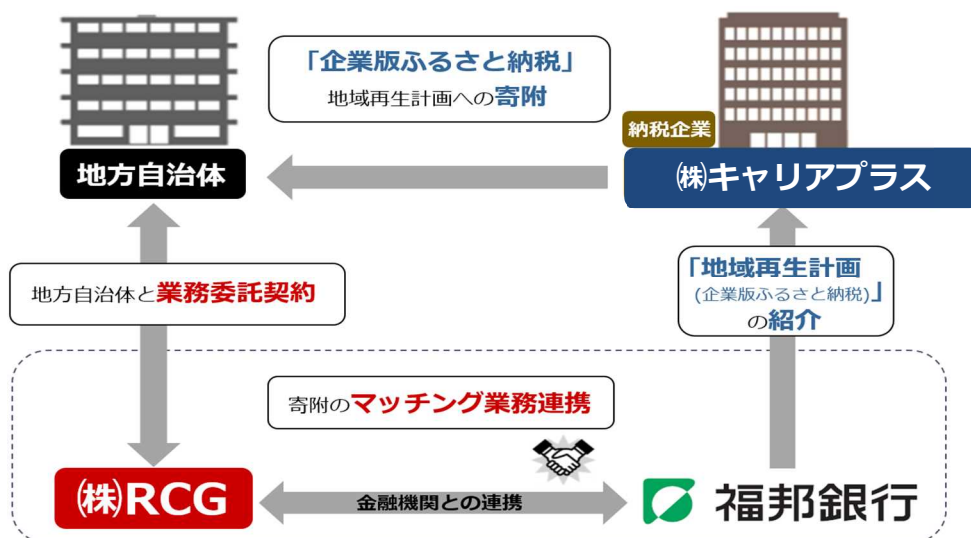 「企業版ふるさと納税」
地域再生計画への寄附
納税企業
地方自治体
㈱キャリアプラス
「地域再生計画
(企業版ふるさと納税)」
の紹介
地方自治体と業務委託契約
寄附のマッチング業務連携
㈱RCG
金融機関との連携
福邦銀行